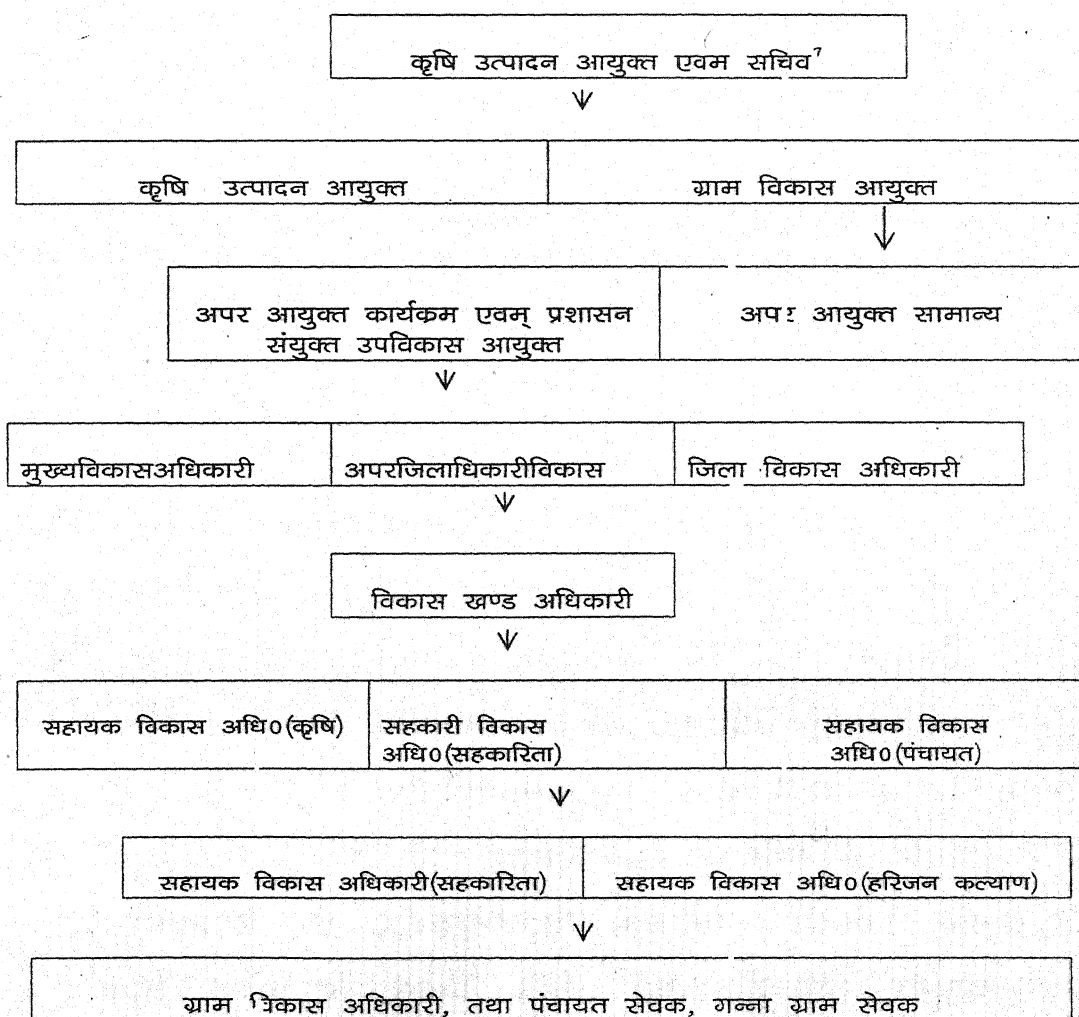 कृषि उत्पादन आयुक्त एवम सचिव⁷
कृषि उत्पादन आयुक्त ग्राम विकास आयुक्त
अपर आयुक्त कार्यक्रम एवम् प्रशासन
संयुक्त उपविकास आयुक्त
अपर आयुक्त सामान्य
मुख्यविकासअधिकारी अपरजिलाधिकारीविकास जिला विकास अधिकारी
विकास खण्ड अधिकारी
सहायक विकास अधि0(कृषि)
सहकारी विकास
अधि0(सहकारिता)
सहायक विकास
अधि0(पंचायत)
सहायक विकास अधिकारी(सहकारिता) सहायक विकास अधि0(हरिजन कल्याण)
ग्राम विकास अधिकारी, तथा पंचायत सेवक, गन्ना ग्राम सेवक